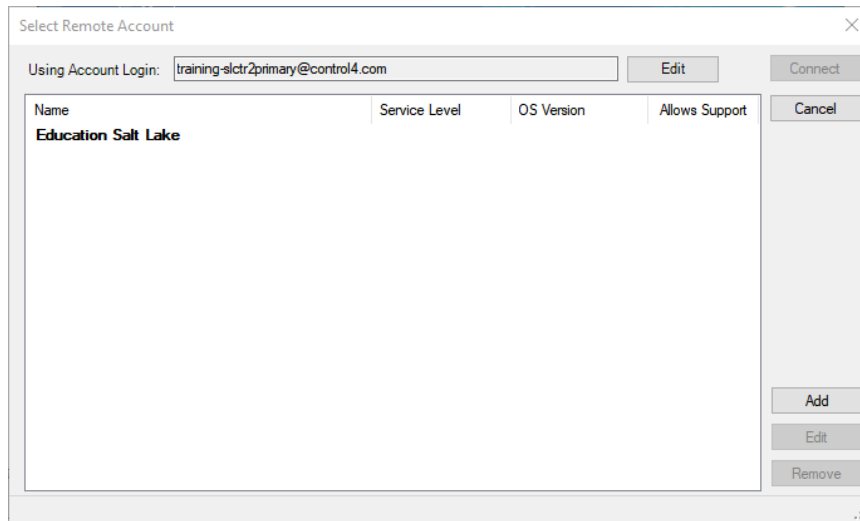 Select Remote Account
Using Account Login: training-slctr2primary@control4.com Edit Connect
Name Service Level OS Version Allows Support Cancel
Education Salt Lake
Add
Edit
Remove